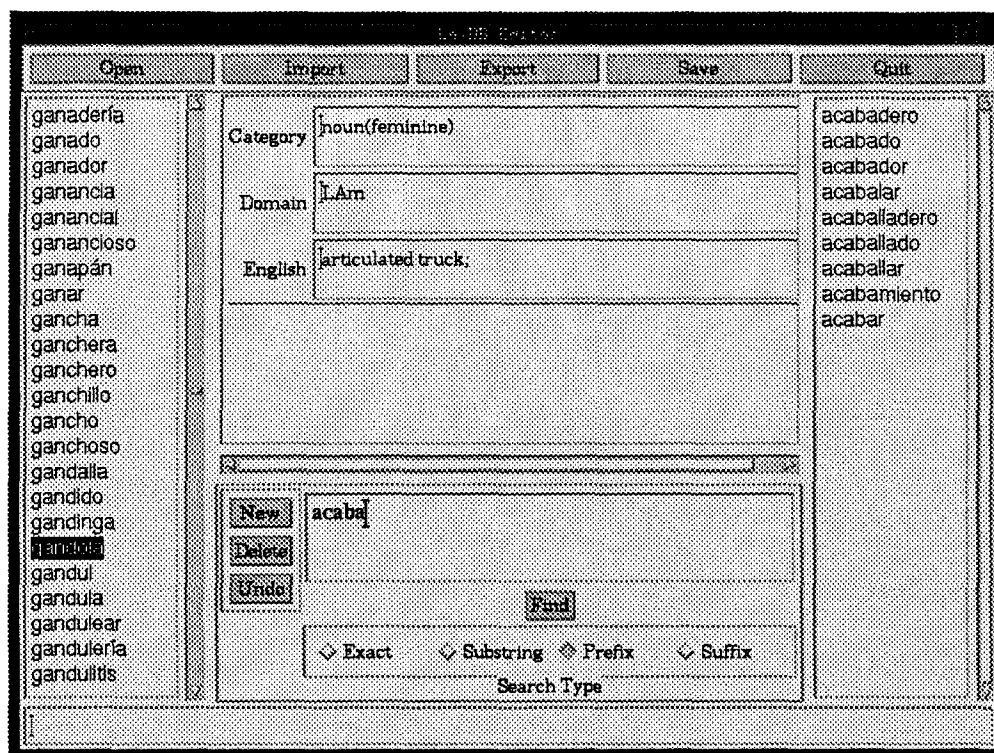 Open Import Export Save Quit
ganadería
ganado
ganador
ganancia
ganancial
ganancioso
ganapán
ganar
gancha
ganchera
ganchero
ganchillo
gancho
ganchoso
gandalla
gandido
gandinga
gandola
gandul
gandula
gandulear
gandulería
gandulitis
Category noun(feminine)
Domain LAm
English articulated truck;
New acaba
Delete
Undo
Find
Exact Substring Prefix Suffix
Search Type
acabadero
acabado
acabador
acabalar
acaballadero
acaballado
acaballar
acabamiento
acabar